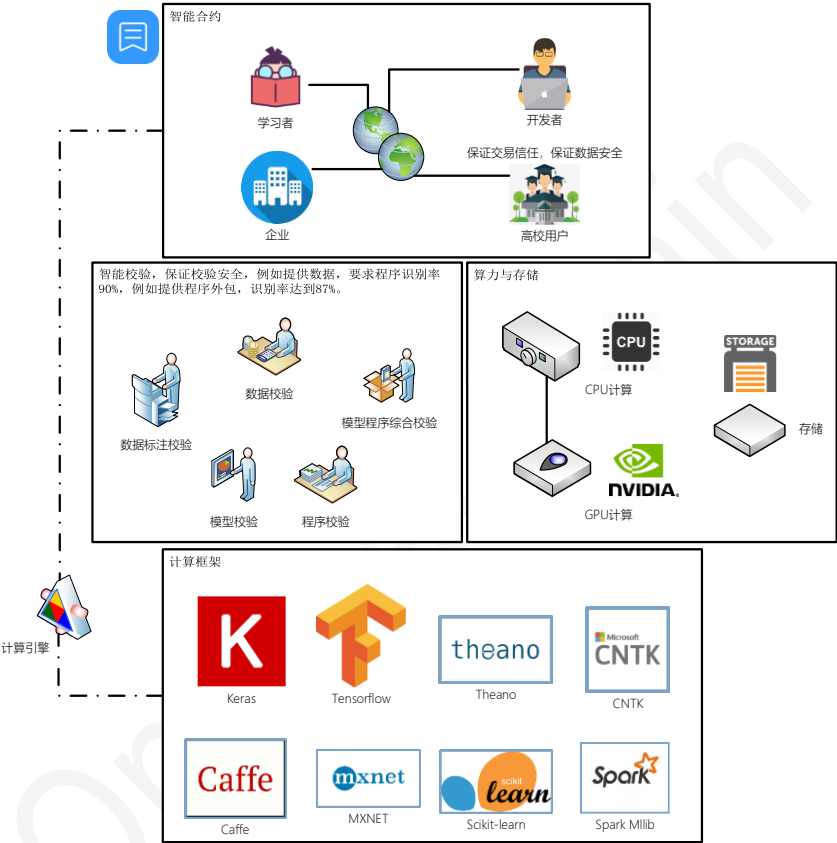 智能合约
学习者
开发者
保证交易信任，保证数据安全
企业
高校用户
智能校验，保证校验安全，例如提供数据，要求程序识别率
90%，例如提供程序外包，识别率达到87%。
数据校验
模型程序综合校验
数据标注校验
模型校验
程序校验
算力与存储
CPU
STORAGE
CPU计算
存储
NVIDIA.
GPU计算
计算引擎
计算框架
K
theano
Microsoft
CNTK
Keras
Tensorflow
Theano
CNTK
Caffe
mxnet
scikit
learn
Spark
Caffe
MXNET
Scikit-learn
Spark Mllib